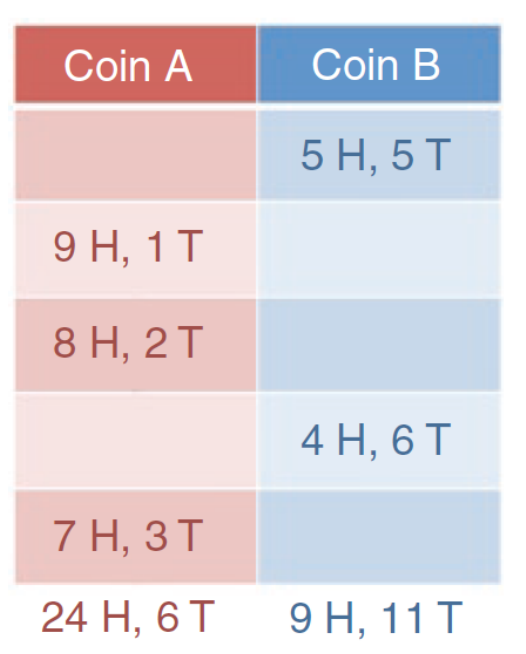 Coin A Coin B
5 H, 5 T
9 H, 1 T
8 H, 2 T
4 H, 6 T
7 H, 3 T
24 H, 6 T 9 H, 11 T